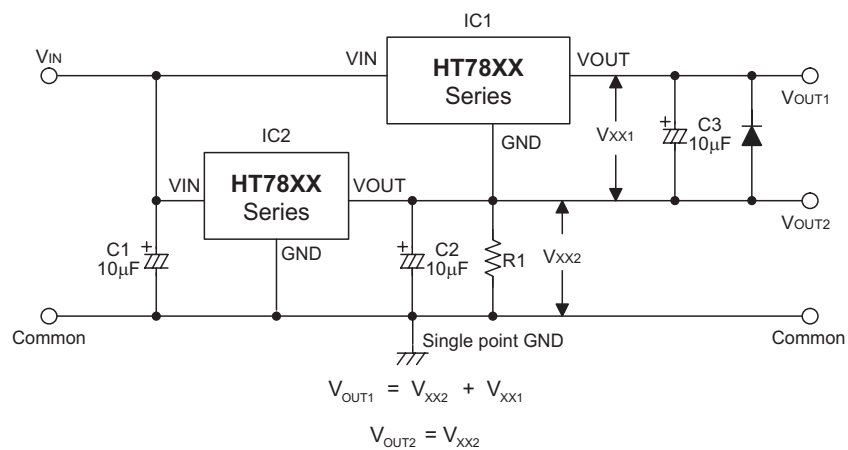 IC1
VIN
VIN
HT78XX
Series
VOUT
VOUT1
GND
VXX1
C3
10μF
+
IC2
VIN
HT78XX
Series
VOUT
VOUT2
GND
C1
10μF
+
C2
10μF
+
R1
VXX2
Common
Single point GND
Common
VOUT1 = VXX2 + VXX1
VOUT2 = VXX2